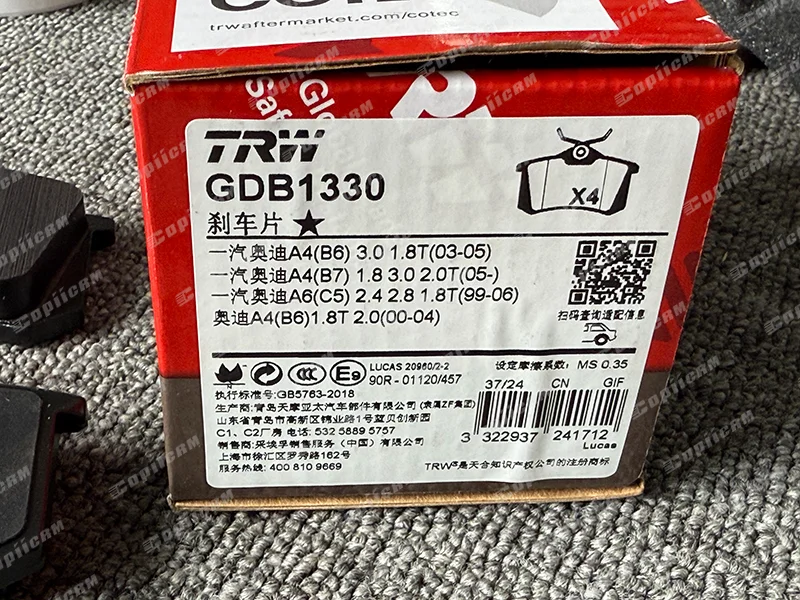 trwaftermarket.com/cotec
TRW
GDB1330
X4
刹车片 ★
一汽奥迪A4(B6) 3.0 1.8T(03-05)
一汽奥迪A4(B7) 1.8 3.0 2.0T(05-)
一汽奥迪A6(C5) 2.4 2.8 1.8T(99-06)
奥迪A4(B6)1.8T 2.0(00-04)
扫码查询适配信息
CCC E9 LUCAS 20960/2-2
90R - 01120/457
设定摩擦系数: MS 0.35
执行标准号:GB5763-2018
37/24 CN GIF
生产商:青岛天摩亚太汽车部件有限公司 (隶属ZF集团)
山东省青岛市高新区锦业路1号蓝贝创新园
C1、C2厂房 电话: 532 5889 5757
销售商:采埃孚销售服务(中国)有限公司
上海市徐汇区罗秀路162号
服务热线: 400 810 9669
3 322937 241712
Lucas
TRW®是天合知识产权公司的注册商标
CopiiCAM